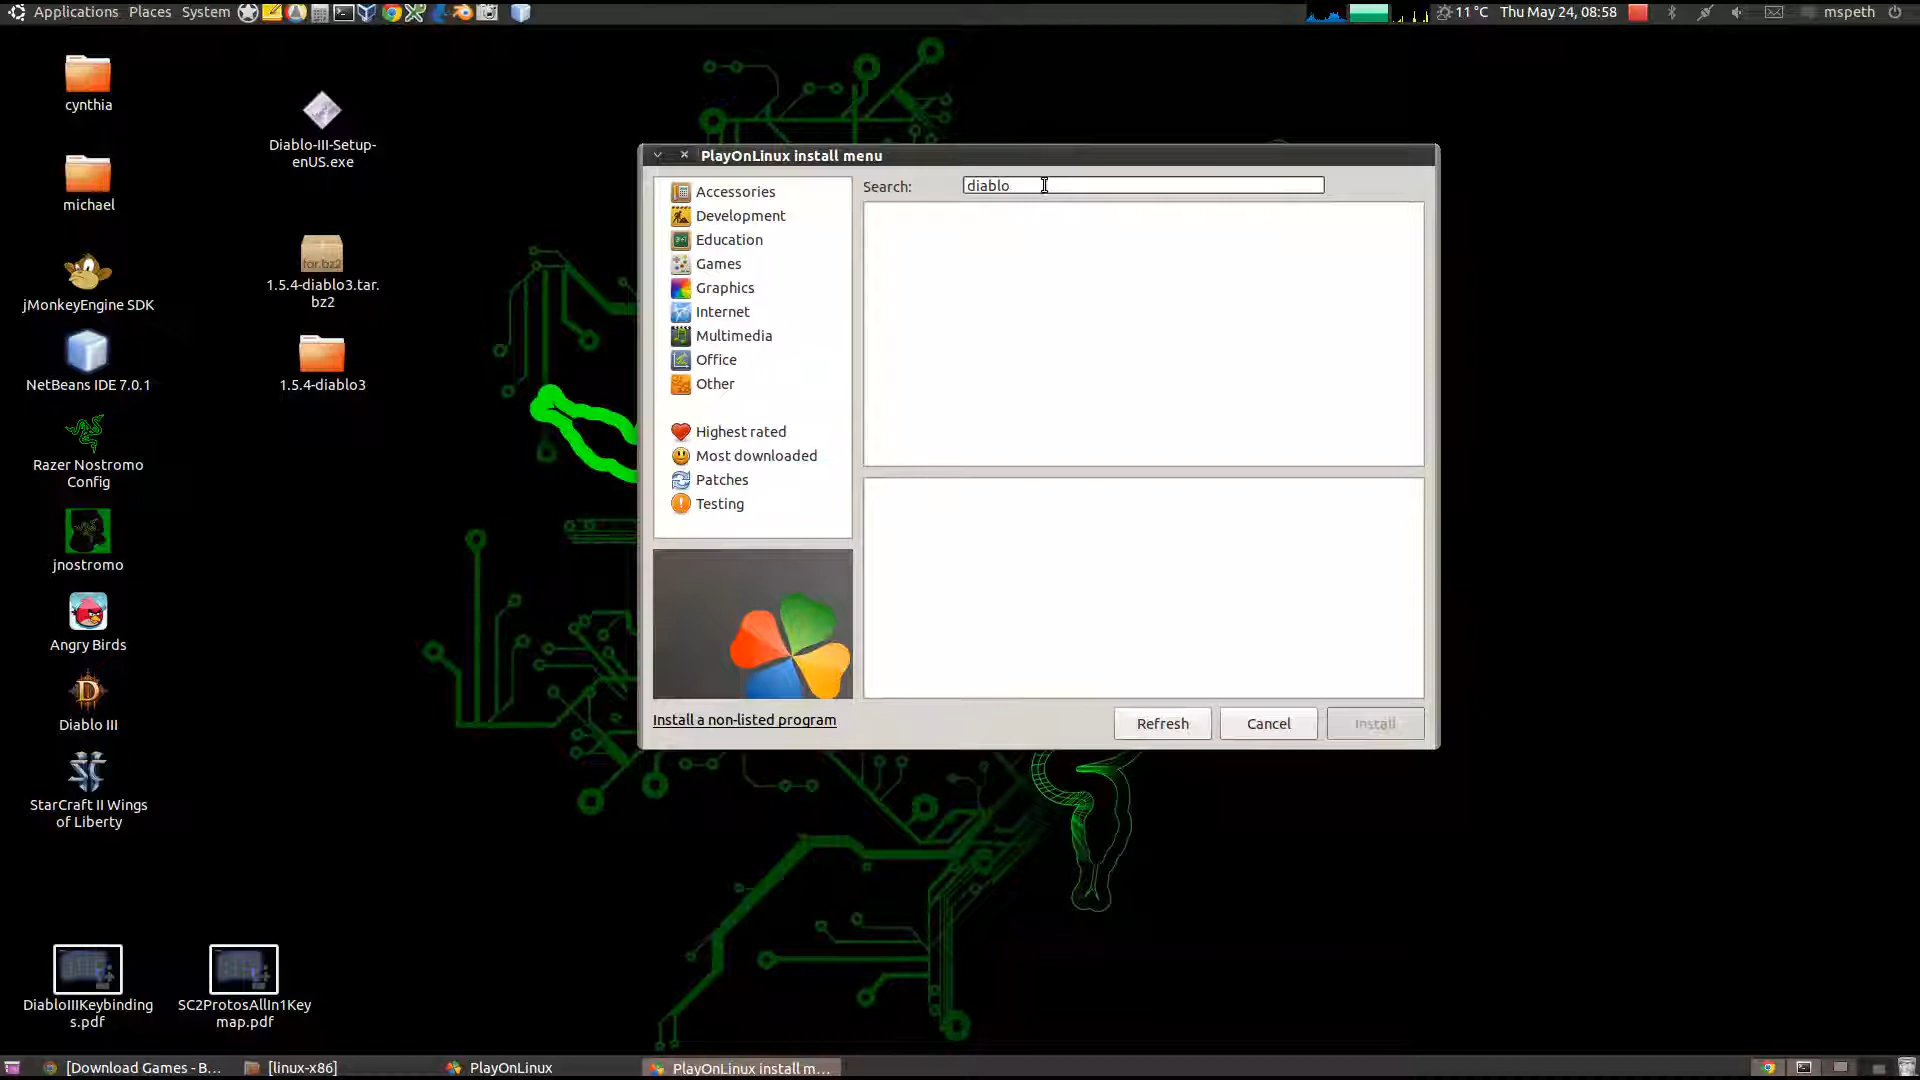 Applications Places System
11 °C Thu May 24, 08:58 mspeth
cynthia
michael
jMonkeyEngine SDK
NetBeans IDE 7.0.1
Razer Nostromo
Config
jnostromo
Angry Birds
Diablo III
StarCraft II Wings
of Liberty
DiabloIIIKeybinding
s.pdf
SC2ProtosAllIn1Key
map.pdf
Diablo-III-Setup-
enUS.exe
tar.bz2
1.5.4-diablo3.tar.
bz2
1.5.4-diablo3
PlayOnLinux install menu
Accessories
Development
Education
Games
Graphics
Internet
Multimedia
Office
Other
Highest rated
Most downloaded
Patches
Testing
Search: diablo
Install a non-listed program
Refresh Cancel Install
[Download Games - B... [linux-x86] PlayOnLinux PlayOnLinux install m...